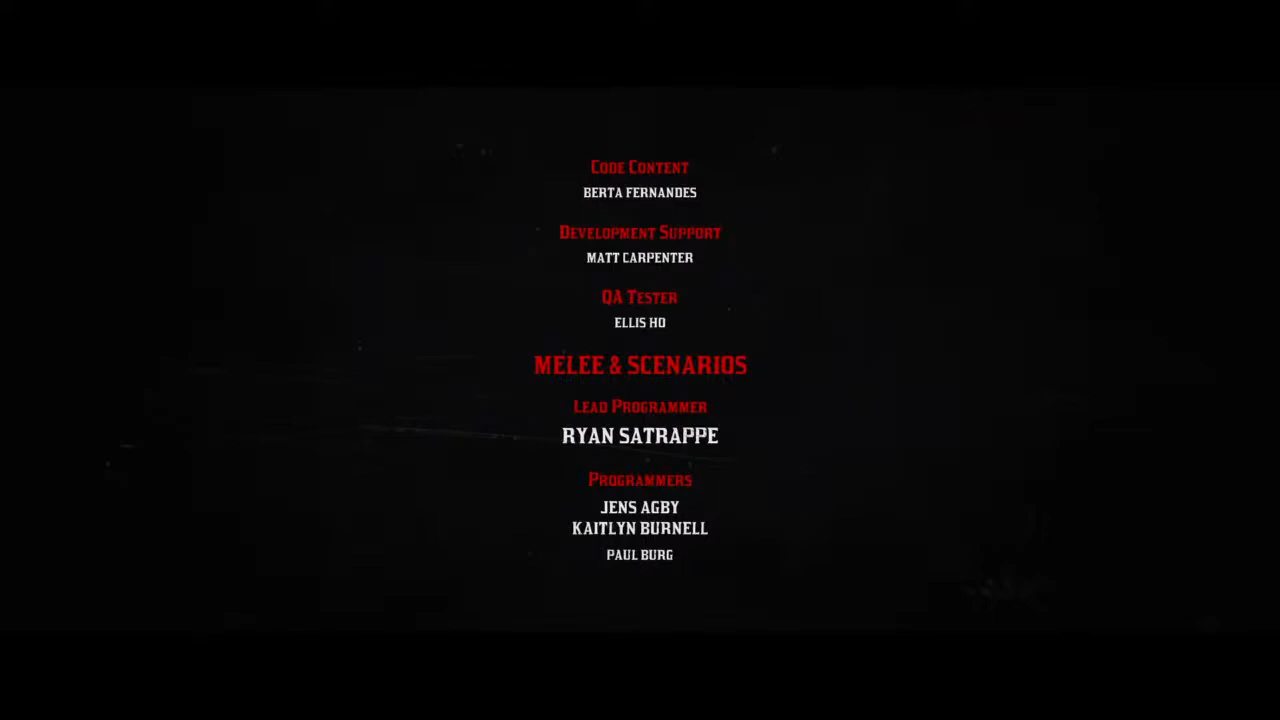 Code Content
BERTA FERNANDES
Development Support
MATT CARPENTER
QA Tester
ELLIS HO
MELEE & SCENARIOS
Lead Programmer
RYAN SATRAPPE
Programmers
JENS AGBY
KAITLYN BURNELL
PAUL BURG